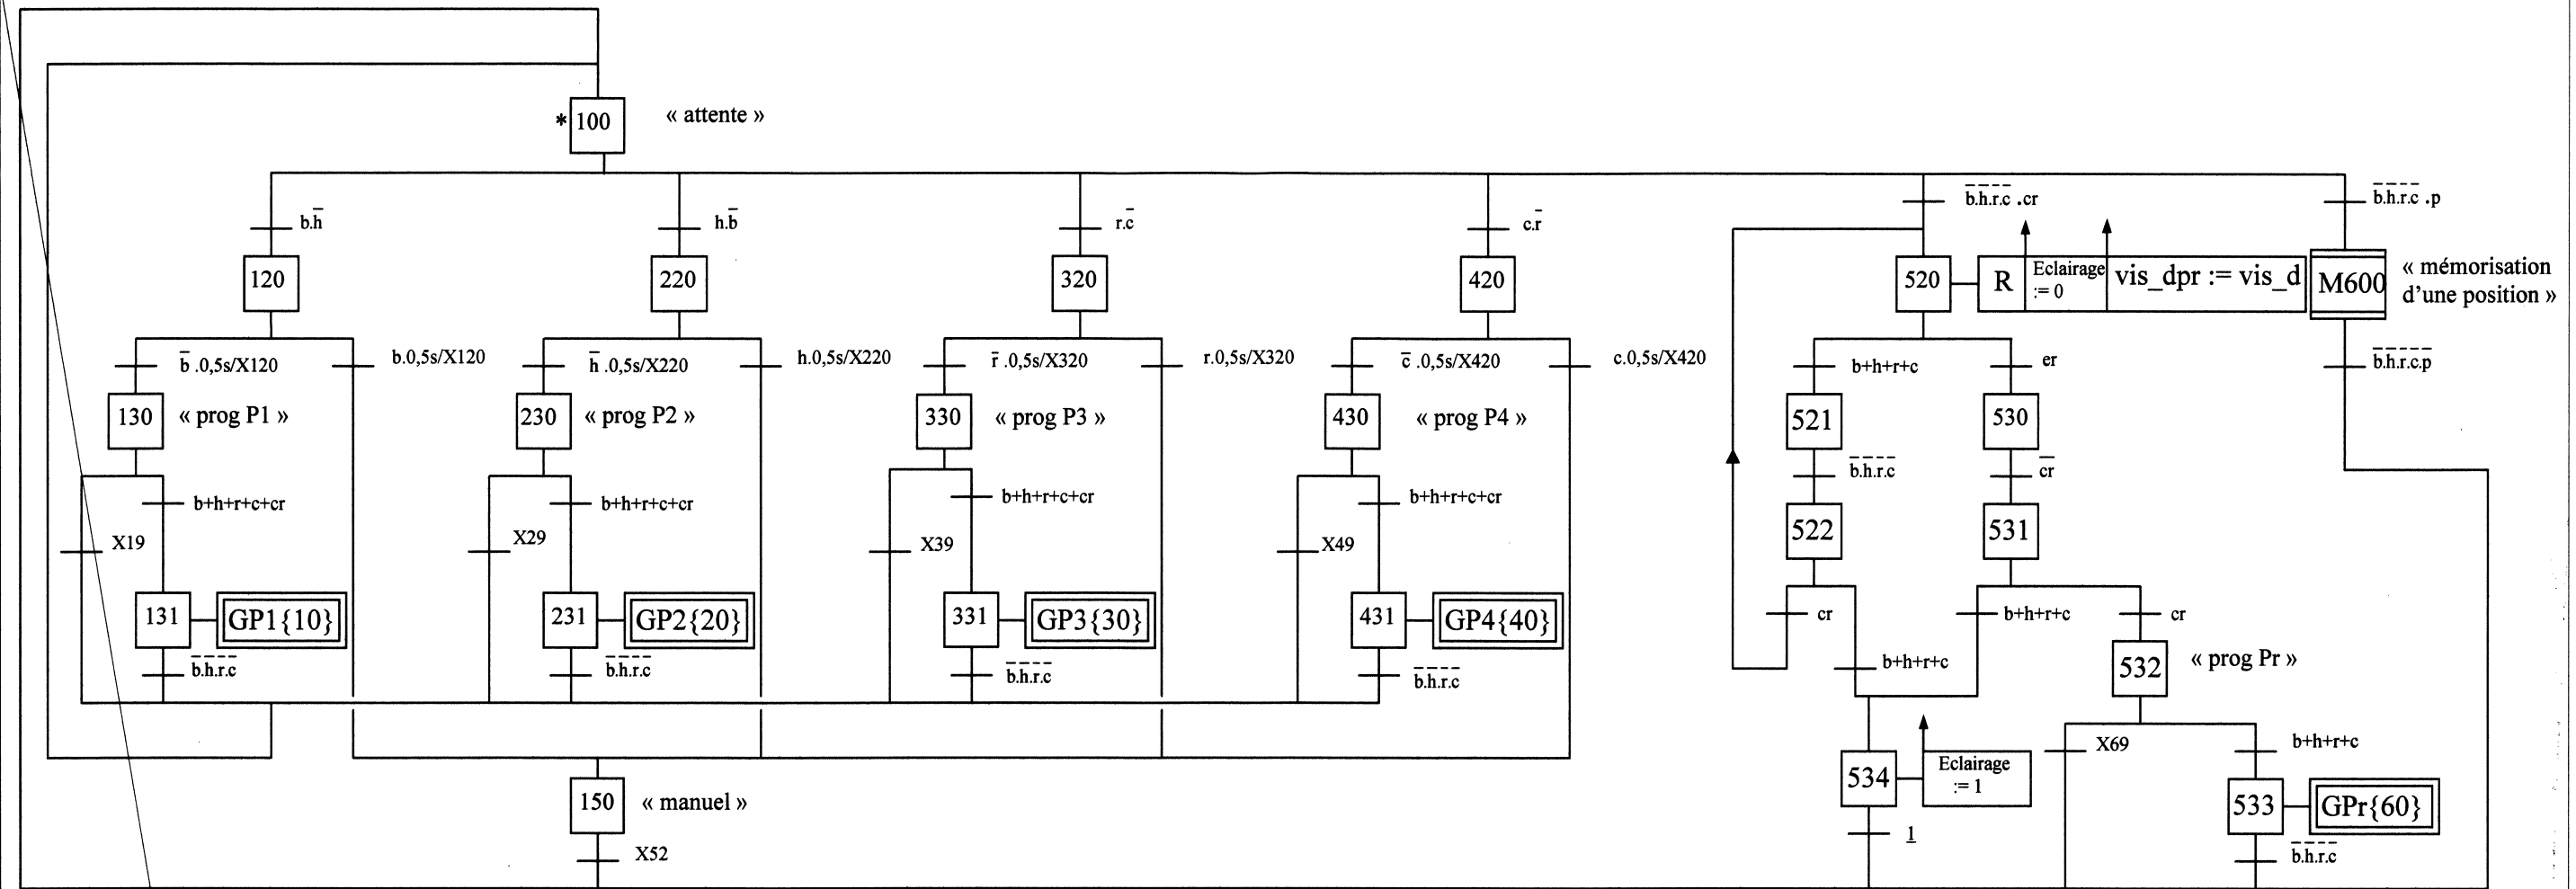 * 100 « attente »
b.h̅ h.b̅ r.c̅ c.r̅ b̅.h̅.r̅.c̅ .cr b̅.h̅.r̅.c̅ .p
120 220 320 420 520 R Eclairage := 0 vis_dpr := vis_d M600 « mémorisation d’une position »
b̅ .0,5s/X120 b.0,5s/X120 h̅ .0,5s/X220 h.0,5s/X220 r̅ .0,5s/X320 r.0,5s/X320 c̅ .0,5s/X420 c.0,5s/X420 b+h+r+c er b̅.h̅.r̅.c̅.p
130 « prog P1 » 230 « prog P2 » 330 « prog P3 » 430 « prog P4 » 521 530
b̅.h̅.r̅.c̅ c̅r̅
b+h+r+c+cr b+h+r+c+cr b+h+r+c+cr b+h+r+c+cr
X19 X29 X39 X49 522 531
131 GP1{10} 231 GP2{20} 331 GP3{30} 431 GP4{40} cr b+h+r+c cr
b̅.h̅.r̅.c̅ b̅.h̅.r̅.c̅ b̅.h̅.r̅.c̅ b̅.h̅.r̅.c̅ b+h+r+c 532 « prog Pr »
X69 b+h+r+c
150 « manuel » 534 Eclairage := 1 533 GPr{60}
X52 1 b̅.h̅.r̅.c̅